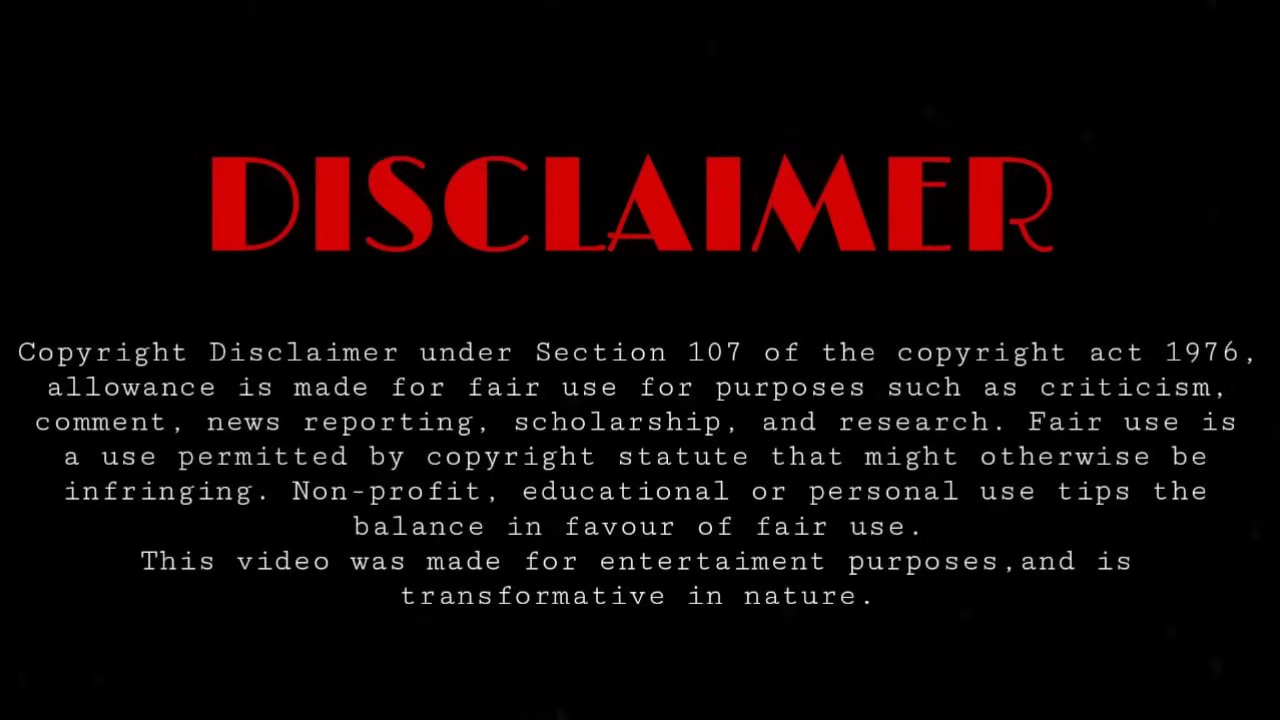 DISCLAIMER
Copyright Disclaimer under Section 107 of the copyright act 1976,
allowance is made for fair use for purposes such as criticism,
comment, news reporting, scholarship, and research. Fair use is
a use permitted by copyright statute that might otherwise be
infringing. Non-profit, educational or personal use tips the
balance in favour of fair use.
This video was made for entertaiment purposes,and is
transformative in nature.